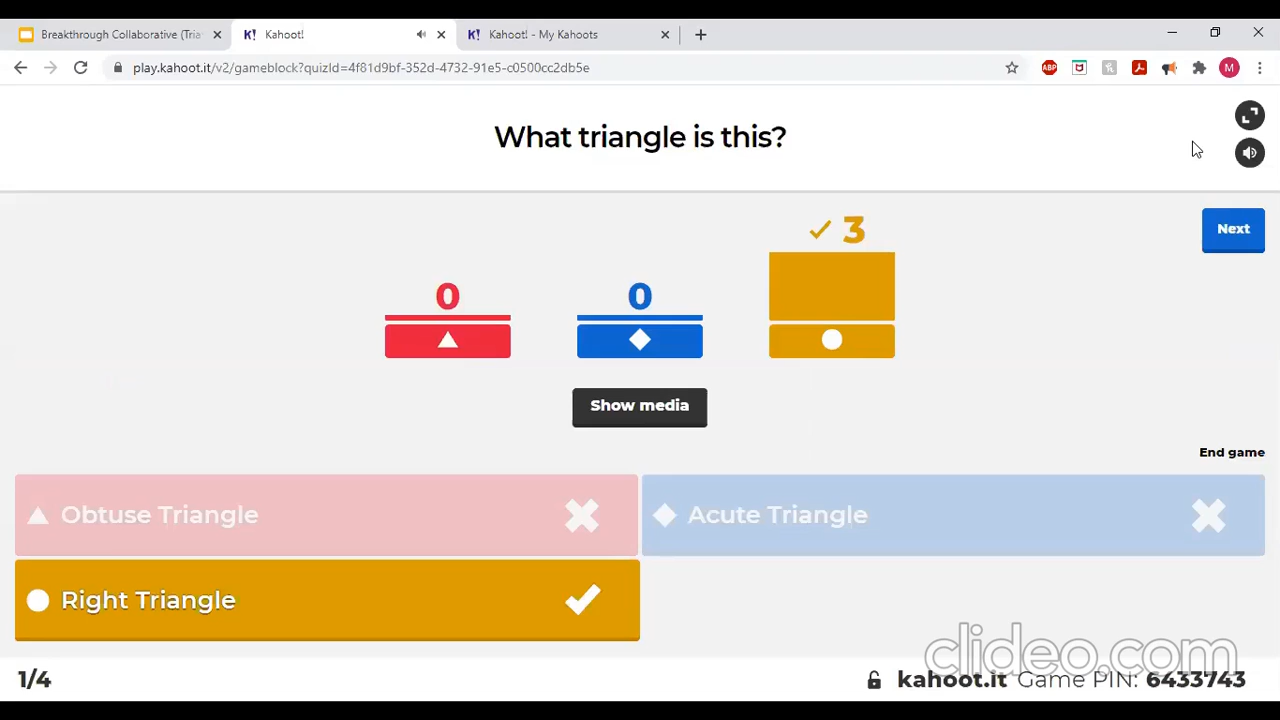 Breakthrough Collaborative (Tria
K! Kahoot!
K! Kahoot! - My Kahoots
play.kahoot.it/v2/gameblock?quizId=4f81d9bf-352d-4732-91e5-c0500cc2db5e
ABP
M
What triangle is this?
Next
0
0
3
Show media
End game
Obtuse Triangle
Acute Triangle
Right Triangle
clideo.com
1/4
kahoot.it Game PIN: 6433743